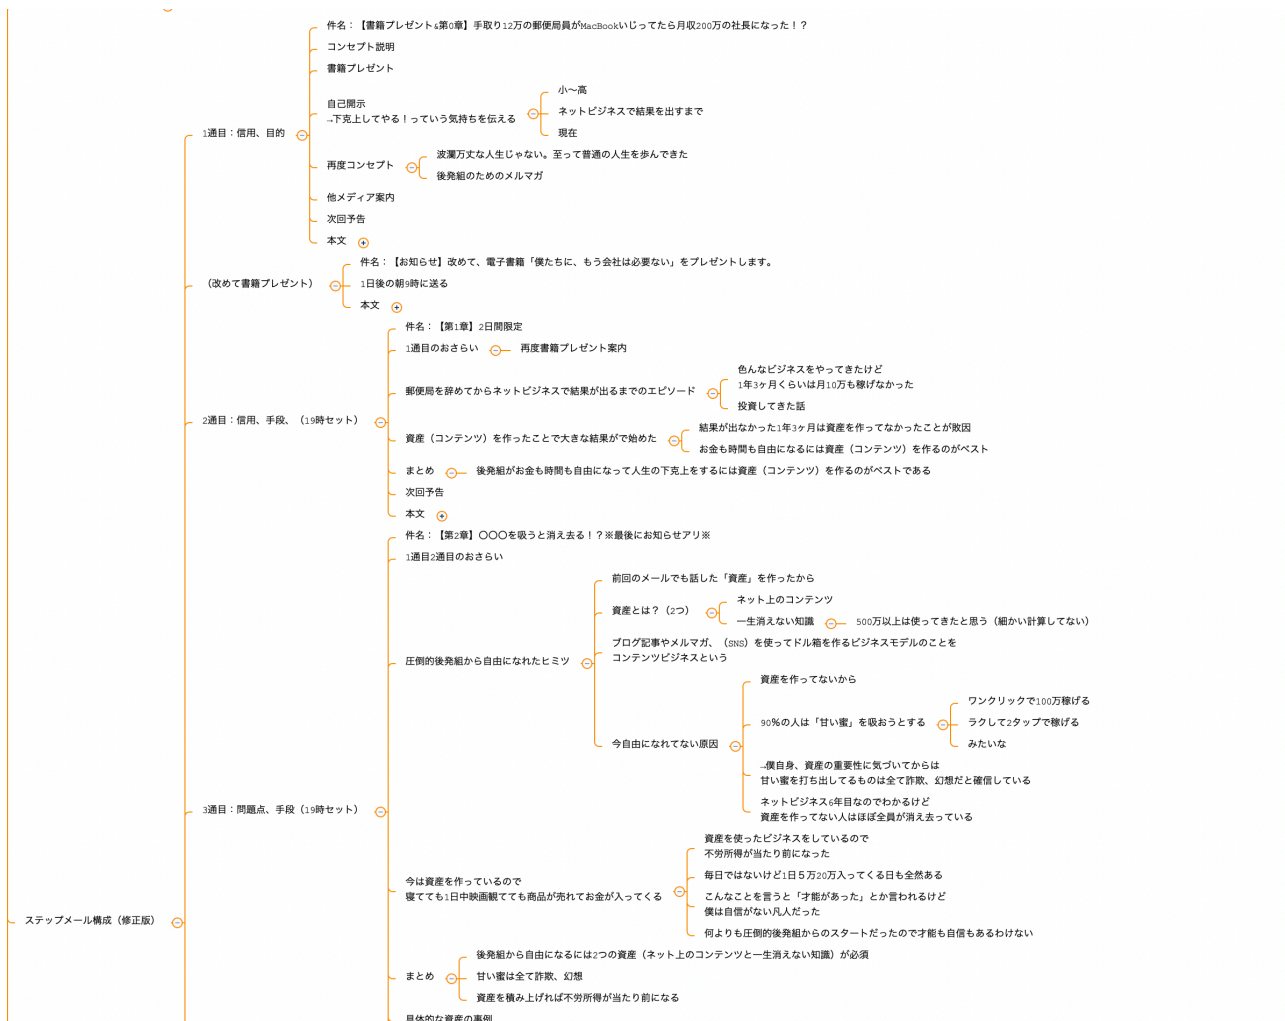 件名：【書籍プレゼント&第0章】手取り12万の郵便局員がMacBookいじってたら月収200万の社長になった！？
コンセプト説明
書籍プレゼント
小〜高
自己開示
→下克上してやる！っていう気持ちを伝える
ネットビジネスで結果を出すまで
現在
1通目：信用、目的
波瀾万丈な人生じゃない。至って普通の人生を歩んできた
再度コンセプト
後発組のためのメルマガ
他メディア案内
次回予告
本文
件名：【お知らせ】改めて、電子書籍「僕たちに、もう会社は必要ない」をプレゼントします。
（改めて書籍プレゼント）
1日後の朝9時に送る
本文
件名：【第1章】2日間限定
1通目のおさらい
再度書籍プレゼント案内
色んなビジネスをやってきたけど
1年3ヶ月くらいは月10万も稼げなかった
郵便局を辞めてからネットビジネスで結果が出るまでのエピソード
投資してきた話
2通目：信用、手段、（19時セット）
結果が出なかった1年3ヶ月は資産を作ってなかったことが敗因
資産（コンテンツ）を作ったことで大きな結果がで始めた
お金も時間も自由になるには資産（コンテンツ）を作るのがベスト
まとめ
後発組がお金も時間も自由になって人生の下克上をするには資産（コンテンツ）を作るのがベストである
次回予告
本文
件名：【第2章】〇〇〇を吸うと消え去る！？※最後にお知らせアリ※
1通目2通目のおさらい
前回のメールでも話した「資産」を作ったから
ネット上のコンテンツ
資産とは？（2つ）
一生消えない知識
500万以上は使ってきたと思う（細かい計算してない）
ブログ記事やメルマガ、（SNS）を使ってドル箱を作るビジネスモデルのことを
コンテンツビジネスという
圧倒的後発組から自由になれたヒミツ
資産を作ってないから
ワンクリックで100万稼げる
90%の人は「甘い蜜」を吸おうとする
ラクして2タップで稼げる
今自由になれてない原因
みたいな
→僕自身、資産の重要性に気づいてからは
甘い蜜を打ち出してるものは全て詐欺、幻想だと確信している
ネットビジネス6年目なのでわかるけど
資産を作ってない人はほぼ全員が消え去っている
3通目：問題点、手段（19時セット）
資産を使ったビジネスをしているので
不労所得が当たり前になった
毎日ではないけど1日５万20万入ってくる日も全然ある
今は資産を作っているので
寝てても1日中映画観てても商品が売れてお金が入ってくる
こんなことを言うと「才能があった」とか言われるけど
僕は自信がない凡人だった
何よりも圧倒的後発組からのスタートだったので才能も自信もあるわけない
ステップメール構成（修正版）
後発組から自由になるには2つの資産（ネット上のコンテンツと一生消えない知識）が必須
まとめ
甘い蜜は全て詐欺、幻想
資産を積み上げれば不労所得が当たり前になる
具体的な資産の事例